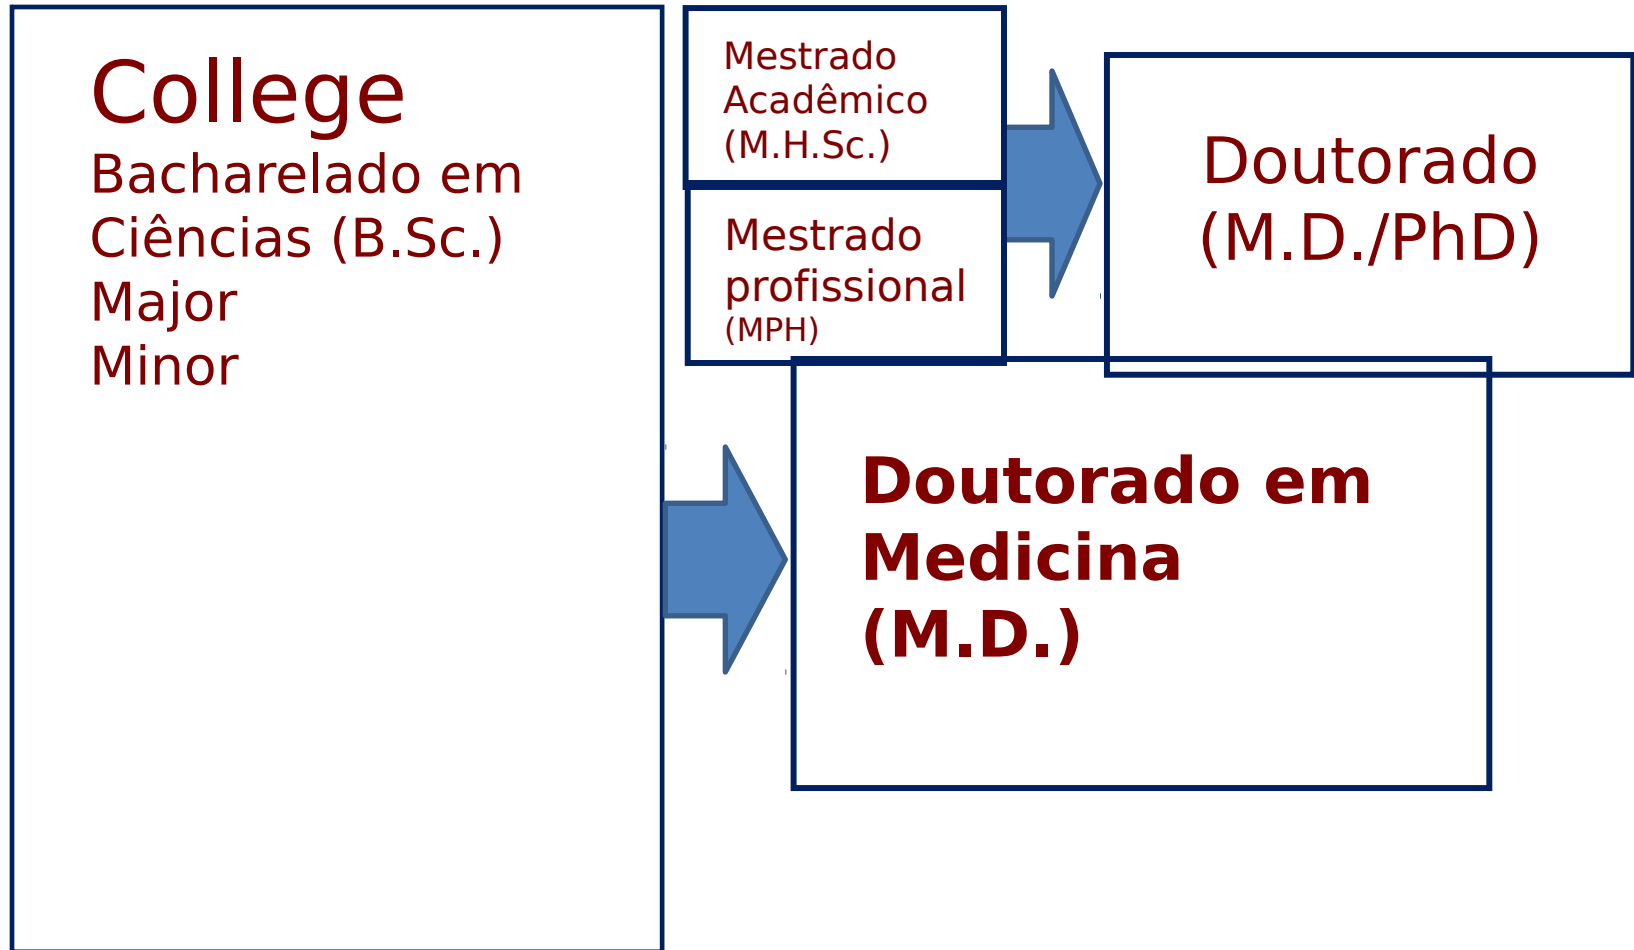 College
Bacharelado em
Ciências (B.Sc.)
Major
Minor
Mestrado
Acadêmico
(M.H.Sc.)
Mestrado
profissional
(MPH)
Doutorado
(M.D./PhD)
Doutorado em
Medicina
(M.D.)